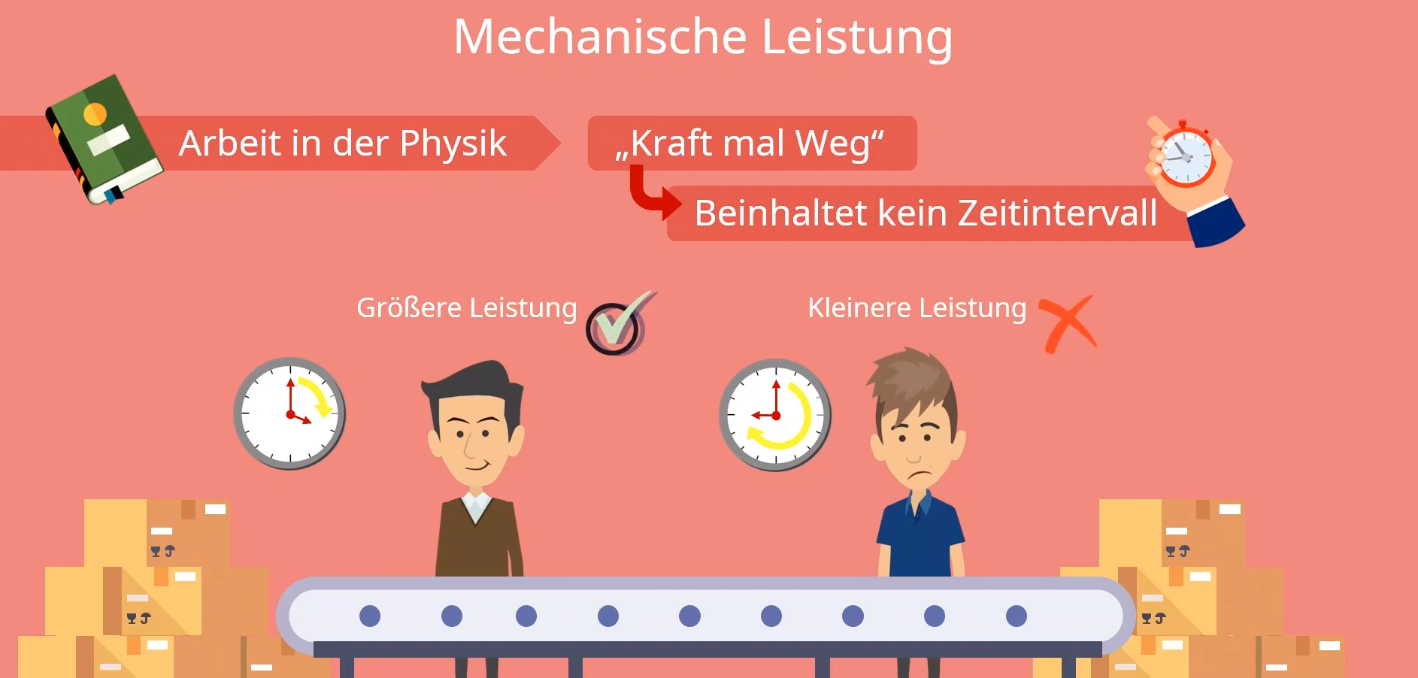 Mechanische Leistung
Arbeit in der Physik
„Kraft mal Weg“
Beinhaltet kein Zeitintervall
Größere Leistung
Kleinere Leistung